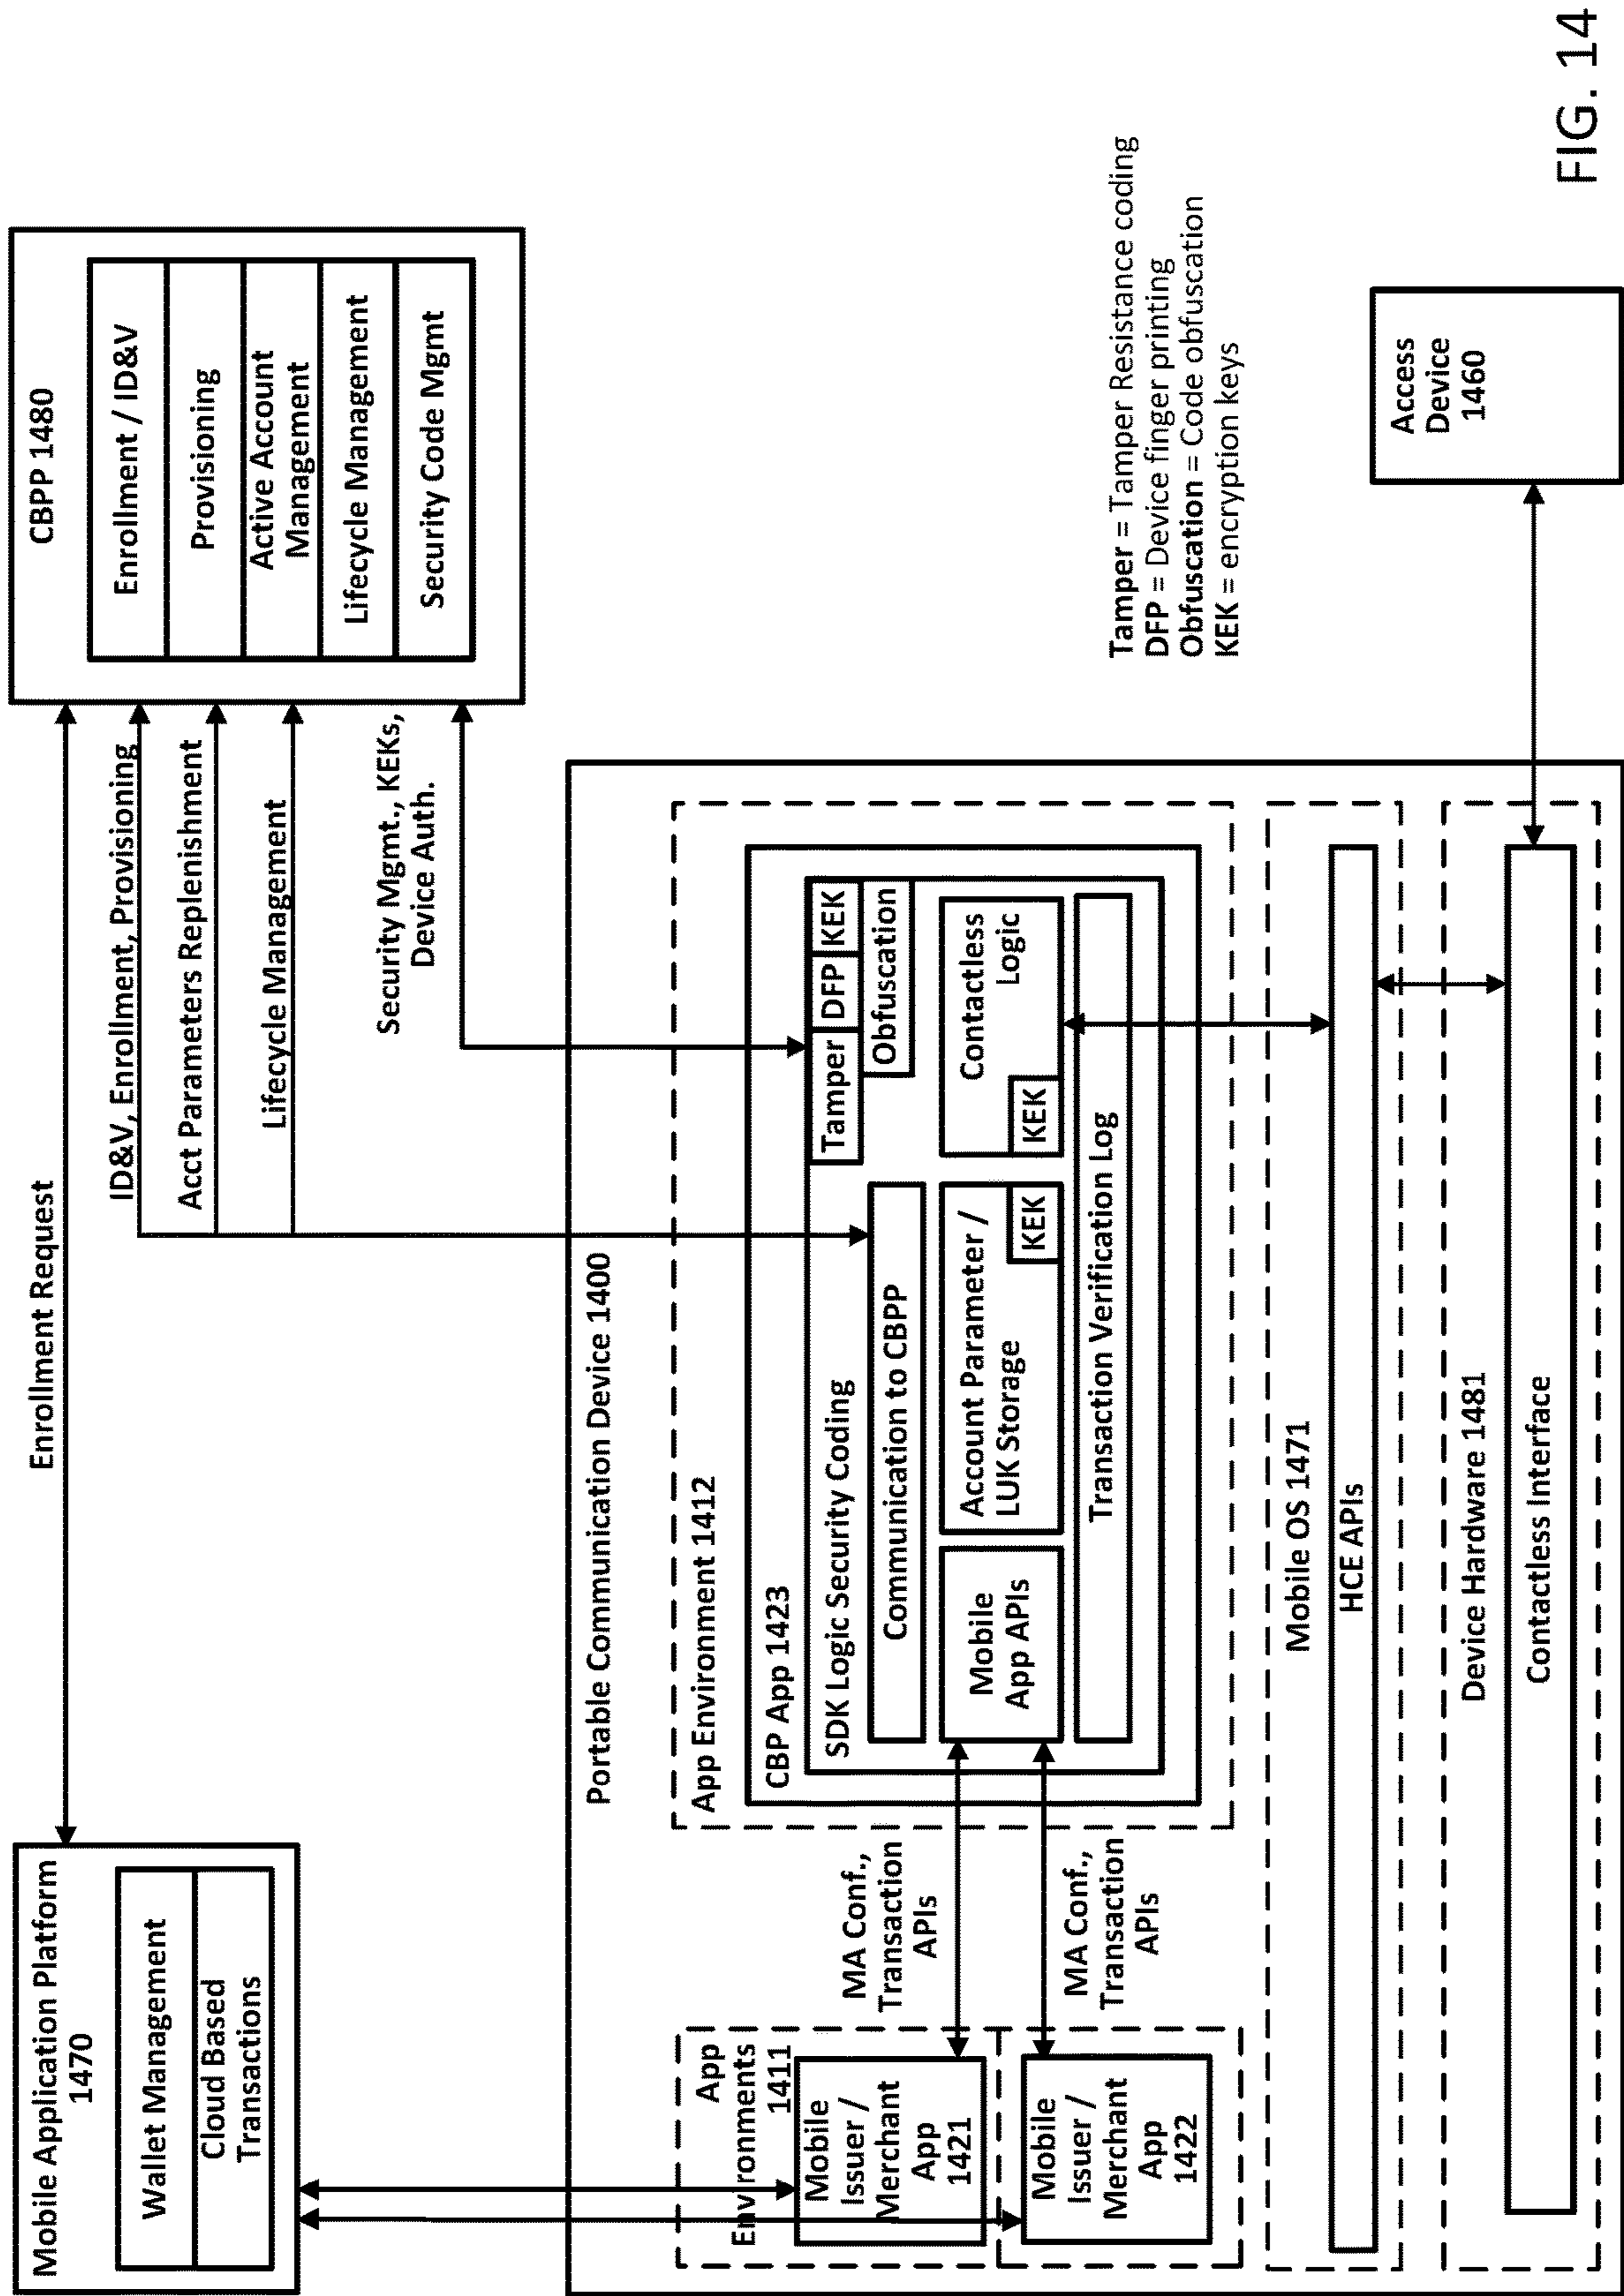 Mobile Application Platform
1470
Wallet Management
Cloud Based
Transactions
Enrollment Request
ID&V, Enrollment, Provisioning
Acct Parameters Replenishment
Lifecycle Management
Security Mgmt., KEKs,
Device Auth.
CBPP 1480
Enrollment / ID&V
Provisioning
Active Account
Management
Lifecycle Management
Security Code Mgmt
Portable Communication Device 1400
App
Environments
1411
Mobile
Issuer /
Merchant
App
1421
Mobile
Issuer /
Merchant
App
1422
MA Conf.,
Transaction
APIs
MA Conf.,
Transaction
APIs
App Environment 1412
CBP App 1423
SDK Logic Security Coding
Tamper
DFP
KEK
Obfuscation
Communication to CBPP
Mobile
App APIs
Account Parameter /
LUK Storage
KEK
Contactless
Logic
KEK
Transaction Verification Log
Mobile OS 1471
HCE APIs
Device Hardware 1481
Contactless Interface
Tamper = Tamper Resistance coding
DFP = Device finger printing
Obfuscation = Code obfuscation
KEK = encryption keys
Access
Device
1460
FIG. 14